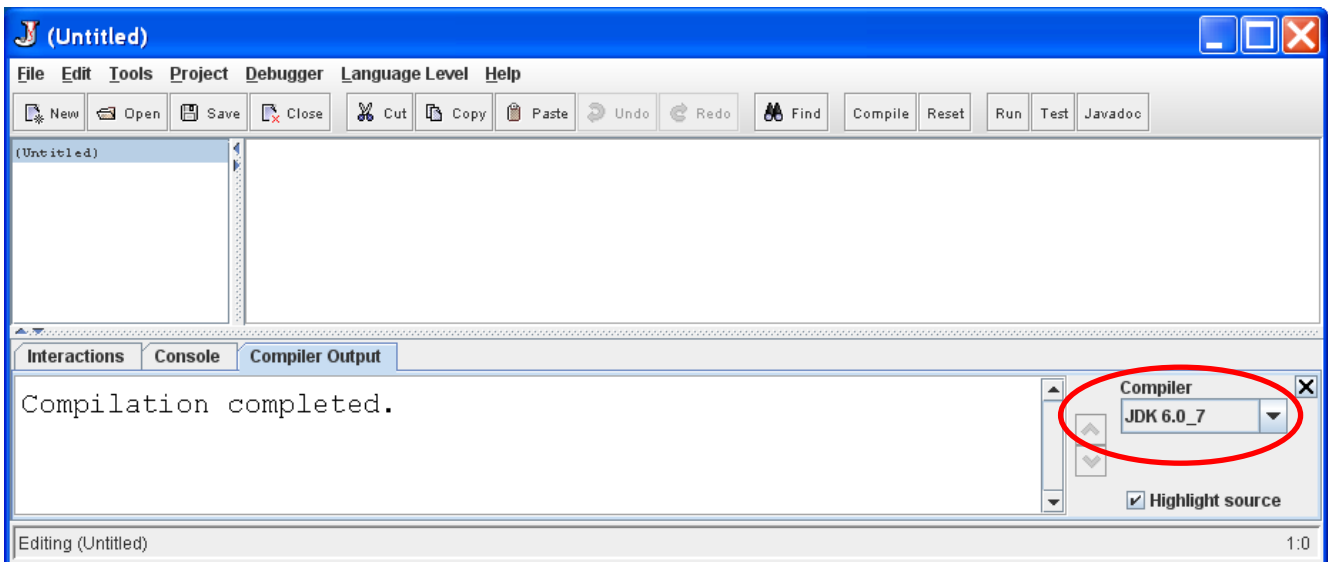 (Untitled)
File Edit Tools Project Debugger Language Level Help
New Open Save Close Cut Copy Paste Undo Redo Find Compile Reset Run Test Javadoc
(Untitled)
Interactions Console Compiler Output
Compilation completed.
Compiler
JDK 6.0_7
Highlight source
Editing (Untitled) 1:0